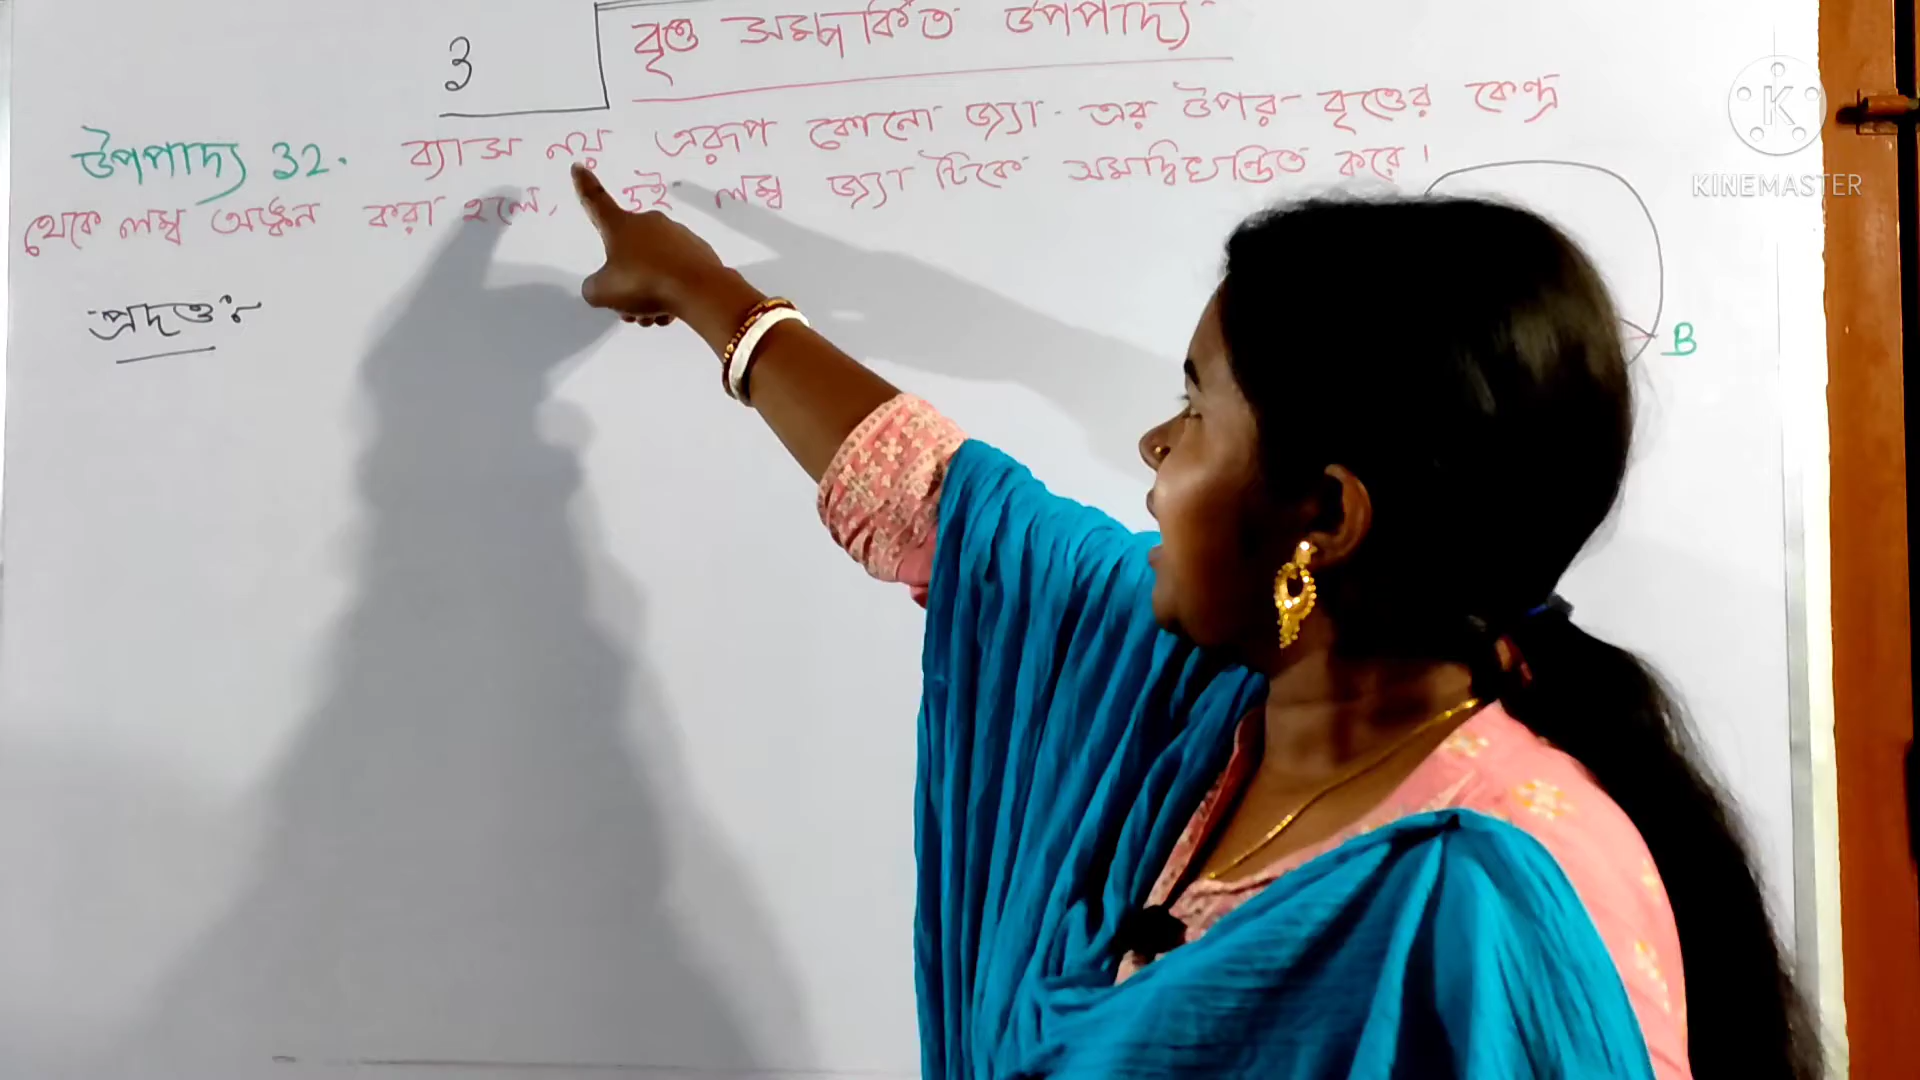 3
বৃত্ত সম্পর্কিত উপপাদ্য
উপপাদ্য 32. ব্যাস নয় এরূপ কোনো জ্যা-এর উপর বৃত্তের কেন্দ্র
থেকে লম্ব অঙ্কন করা হলে, ওই লম্ব জ্যা টিকে সমদ্বিখণ্ডিত করে।
প্রদত্ত:
B
K
KINEMASTER